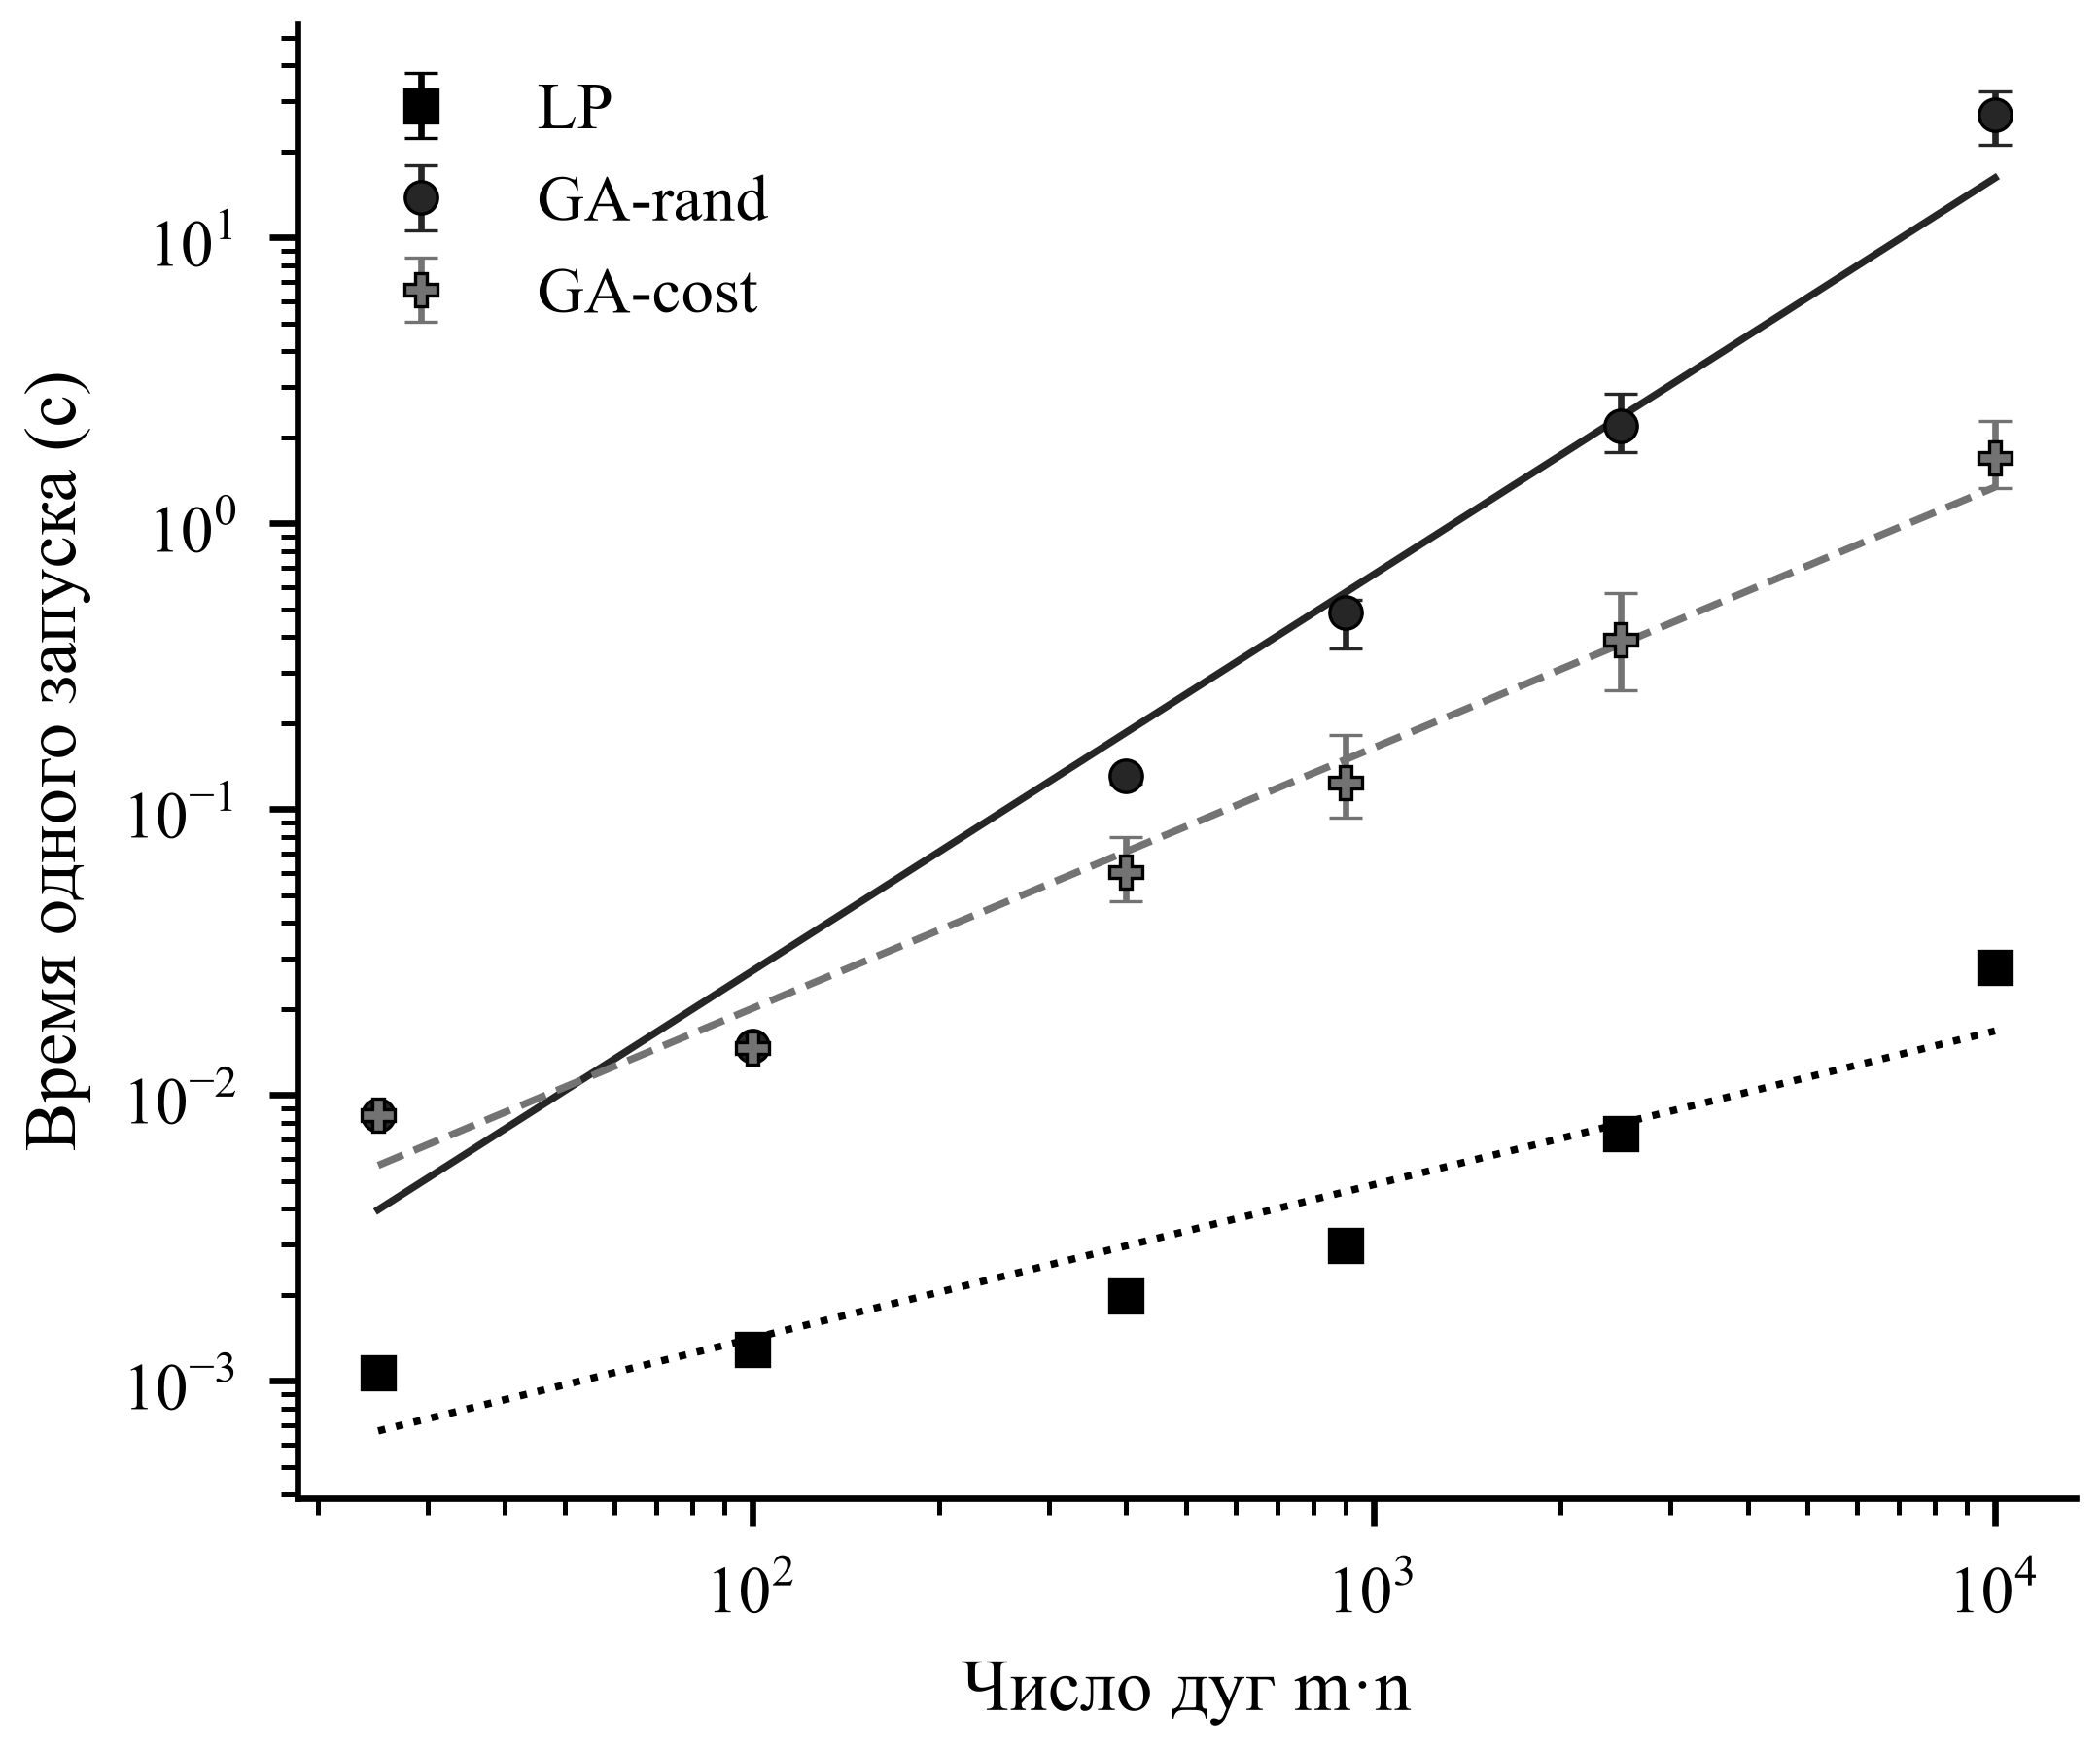 LP
GA-rand
GA-cost
Время одного запуска (с)
10¹
10⁰
10⁻¹
10⁻²
10⁻³
10² 10³ 10⁴
Число дуг m·n